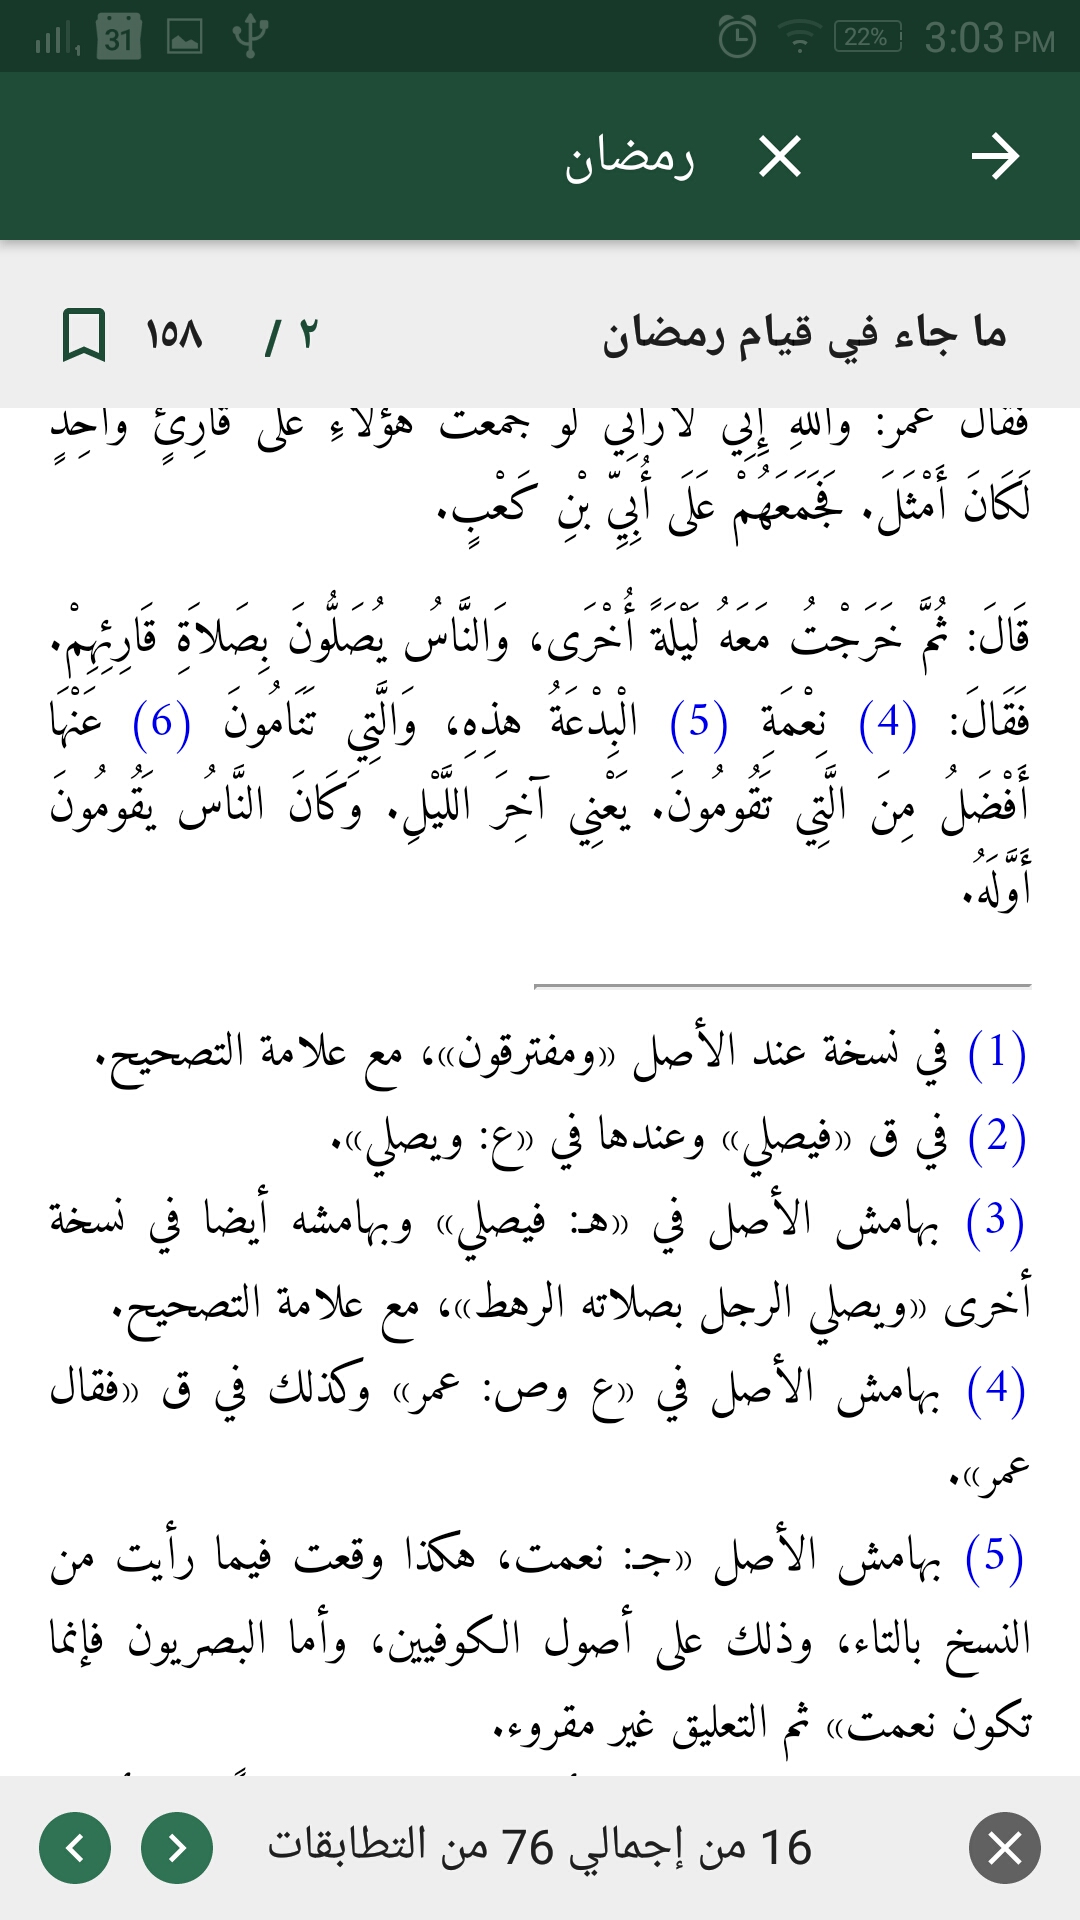 31 22% 3:03 PM
رمضان
ما جاء في قيام رمضان ٢ / ١٥٨
فقال عمر: والله إني لأراني لو جمعت هؤلاءِ على قارِئٍ واحِدٍ
لَكَانَ أَمْثَلَ. فَجَمَعَهُمْ عَلَى أُبِيِّ بْنِ كَعْبٍ.
قَالَ: ثُمَّ خَرَجْتُ مَعَهُ لَيْلَةً أُخْرَى، وَالنَّاسُ يُصَلُّونَ بِصَلاَةِ قَارِئِهِمْ.
فَقَالَ: (4) نِعْمَةِ (5) الْبِدْعَةُ هذِهِ، وَالَّتِي تَنَامُونَ (6) عَنْهَا
أَفْضَلُ مِنَ الَّتِي تَقُومُونَ. يَعْنِي آخِرَ اللَّيْلِ. وَكَانَ النَّاسُ يَقُومُونَ
أَوَّلَهُ.
(1) في نسخة عند الأصل «ومفترقون»، مع علامة التصحيح.
(2) في ق «فيصلي» وعندها في «ع: ويصلي».
(3) بهامش الأصل في «هـ: فيصلي» وبهامشه أيضا في نسخة
أخرى «ويصلي الرجل بصلاته الرهط»، مع علامة التصحيح.
(4) بهامش الأصل في «ع وص: عمر» وكذلك في ق «فقال
عمر».
(5) بهامش الأصل «جـ: نعمت، هكذا وقعت فيما رأيت من
النسخ بالتاء، وذلك على أصول الكوفيين، وأما البصريون فإنما
تكون نعمت» ثم التعليق غير مقروء.
16 من إجمالي 76 من التطابقات